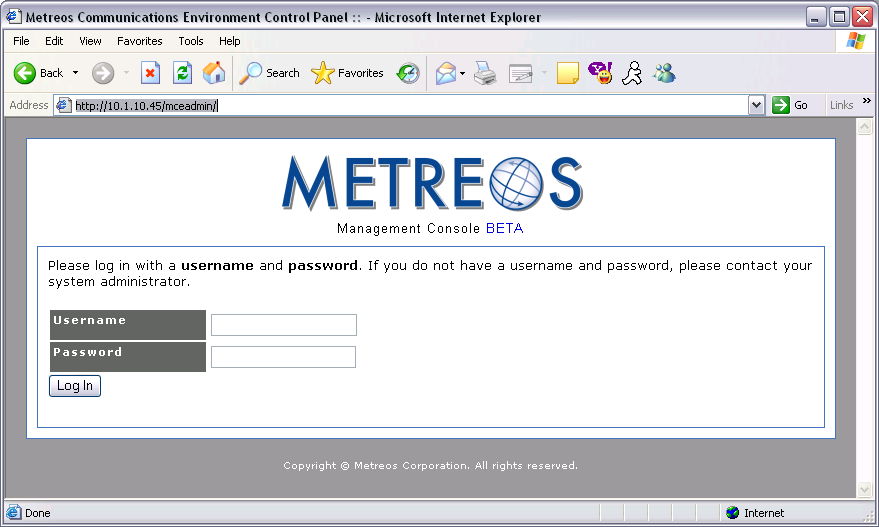 Metreos Communications Environment Control Panel :: - Microsoft Internet Explorer
File Edit View Favorites Tools Help
Back Search Favorites
Address http://10.1.10.45/mceadmin/ Go Links »
METREOS
Management Console BETA
Please log in with a username and password. If you do not have a username and password, please contact your
system administrator.
Username
Password
Log In
Copyright © Metreos Corporation. All rights reserved.
Done Internet